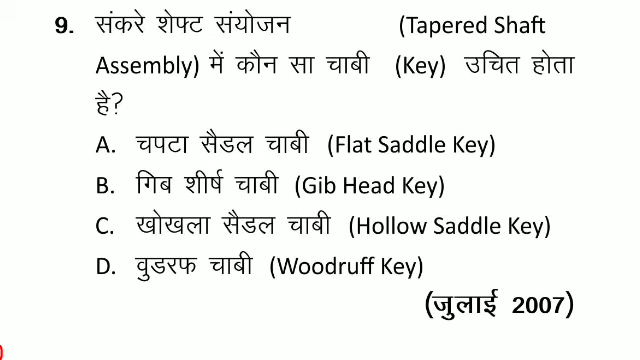 9. संकरे शेफ्ट संयोजन (Tapered Shaft
Assembly) में कौन सा चाबी (Key) उचित होता
है?
A. चपटा सैडल चाबी (Flat Saddle Key)
B. गिब शीर्ष चाबी (Gib Head Key)
C. खोखला सैडल चाबी (Hollow Saddle Key)
D. वुडरफ चाबी (Woodruff Key)
(जुलाई 2007)